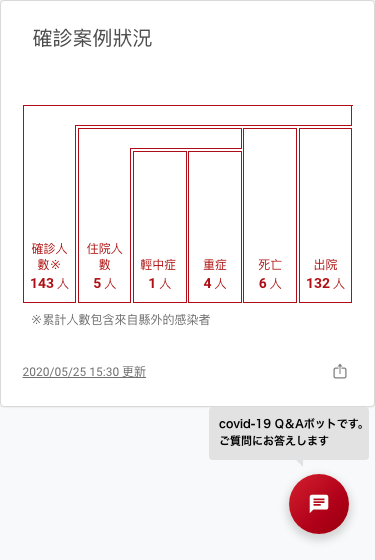 確診案例狀況
確診人
數※
143 人
住院人
數
5 人
輕中症
1 人
重症
4 人
死亡
6 人
出院
132 人
※累計人數包含來自縣外的感染者
2020/05/25 15:30 更新
covid-19 Q&Aボットです。
ご質問にお答えします